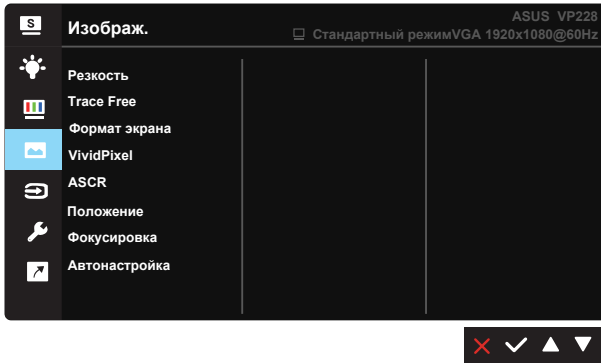 S
Изображ.
ASUS VP228
Стандартный режимVGA 1920x1080@60Hz
Резкость
Trace Free
Формат экрана
VividPixel
ASCR
Положение
Фокусировка
Автонастройка